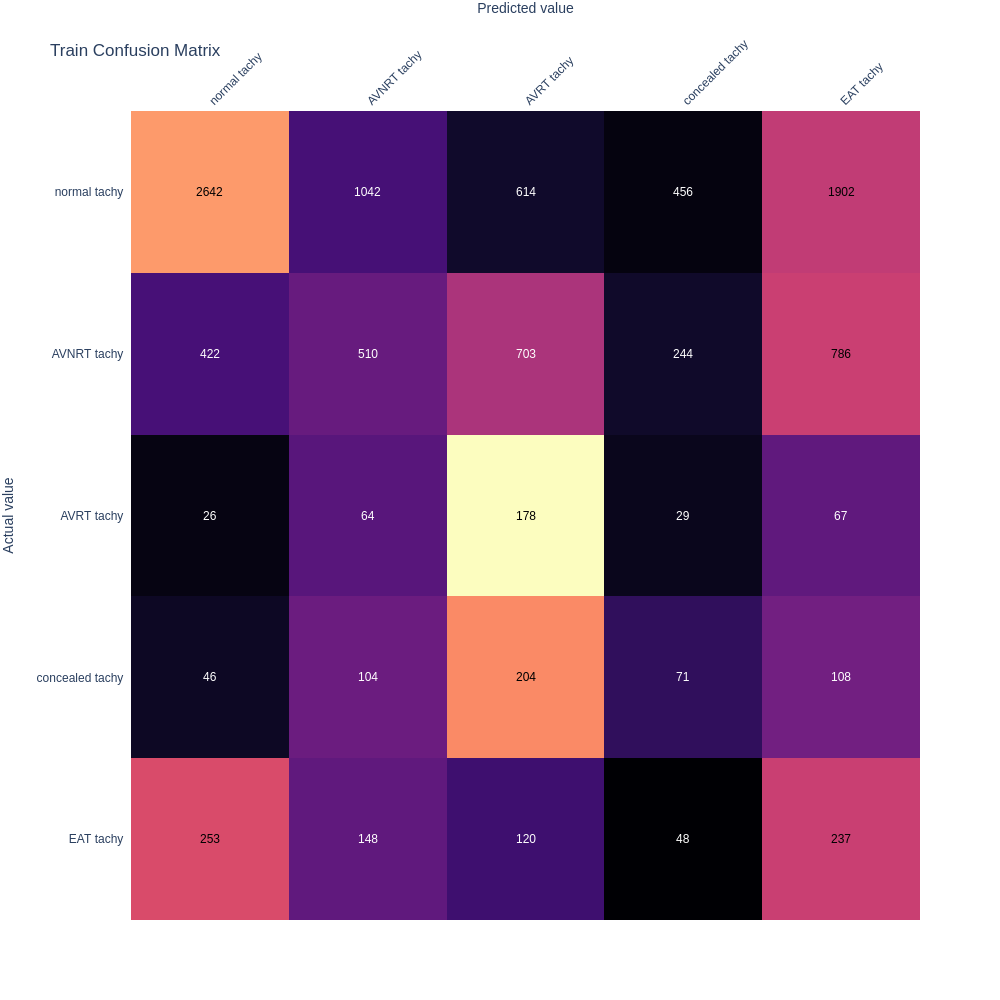 Predicted value
Train Confusion Matrix
normal tachy AVNRT tachy AVRT tachy concealed tachy EAT tachy
normal tachy 2642 1042 614 456 1902
AVNRT tachy 422 510 703 244 786
Actual value
AVRT tachy 26 64 178 29 67
concealed tachy 46 104 204 71 108
EAT tachy 253 148 120 48 237